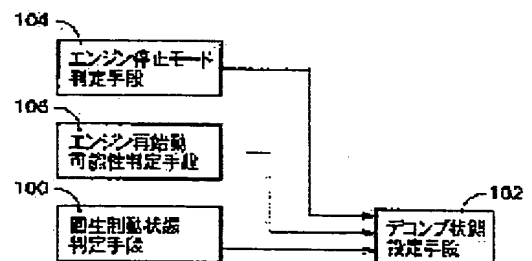 104
エンジン停止モード
判定手段
106
エンジン再始動
可能性判定手段
100
回生制動状態
判定手段
102
デコンプ状態
設定手段